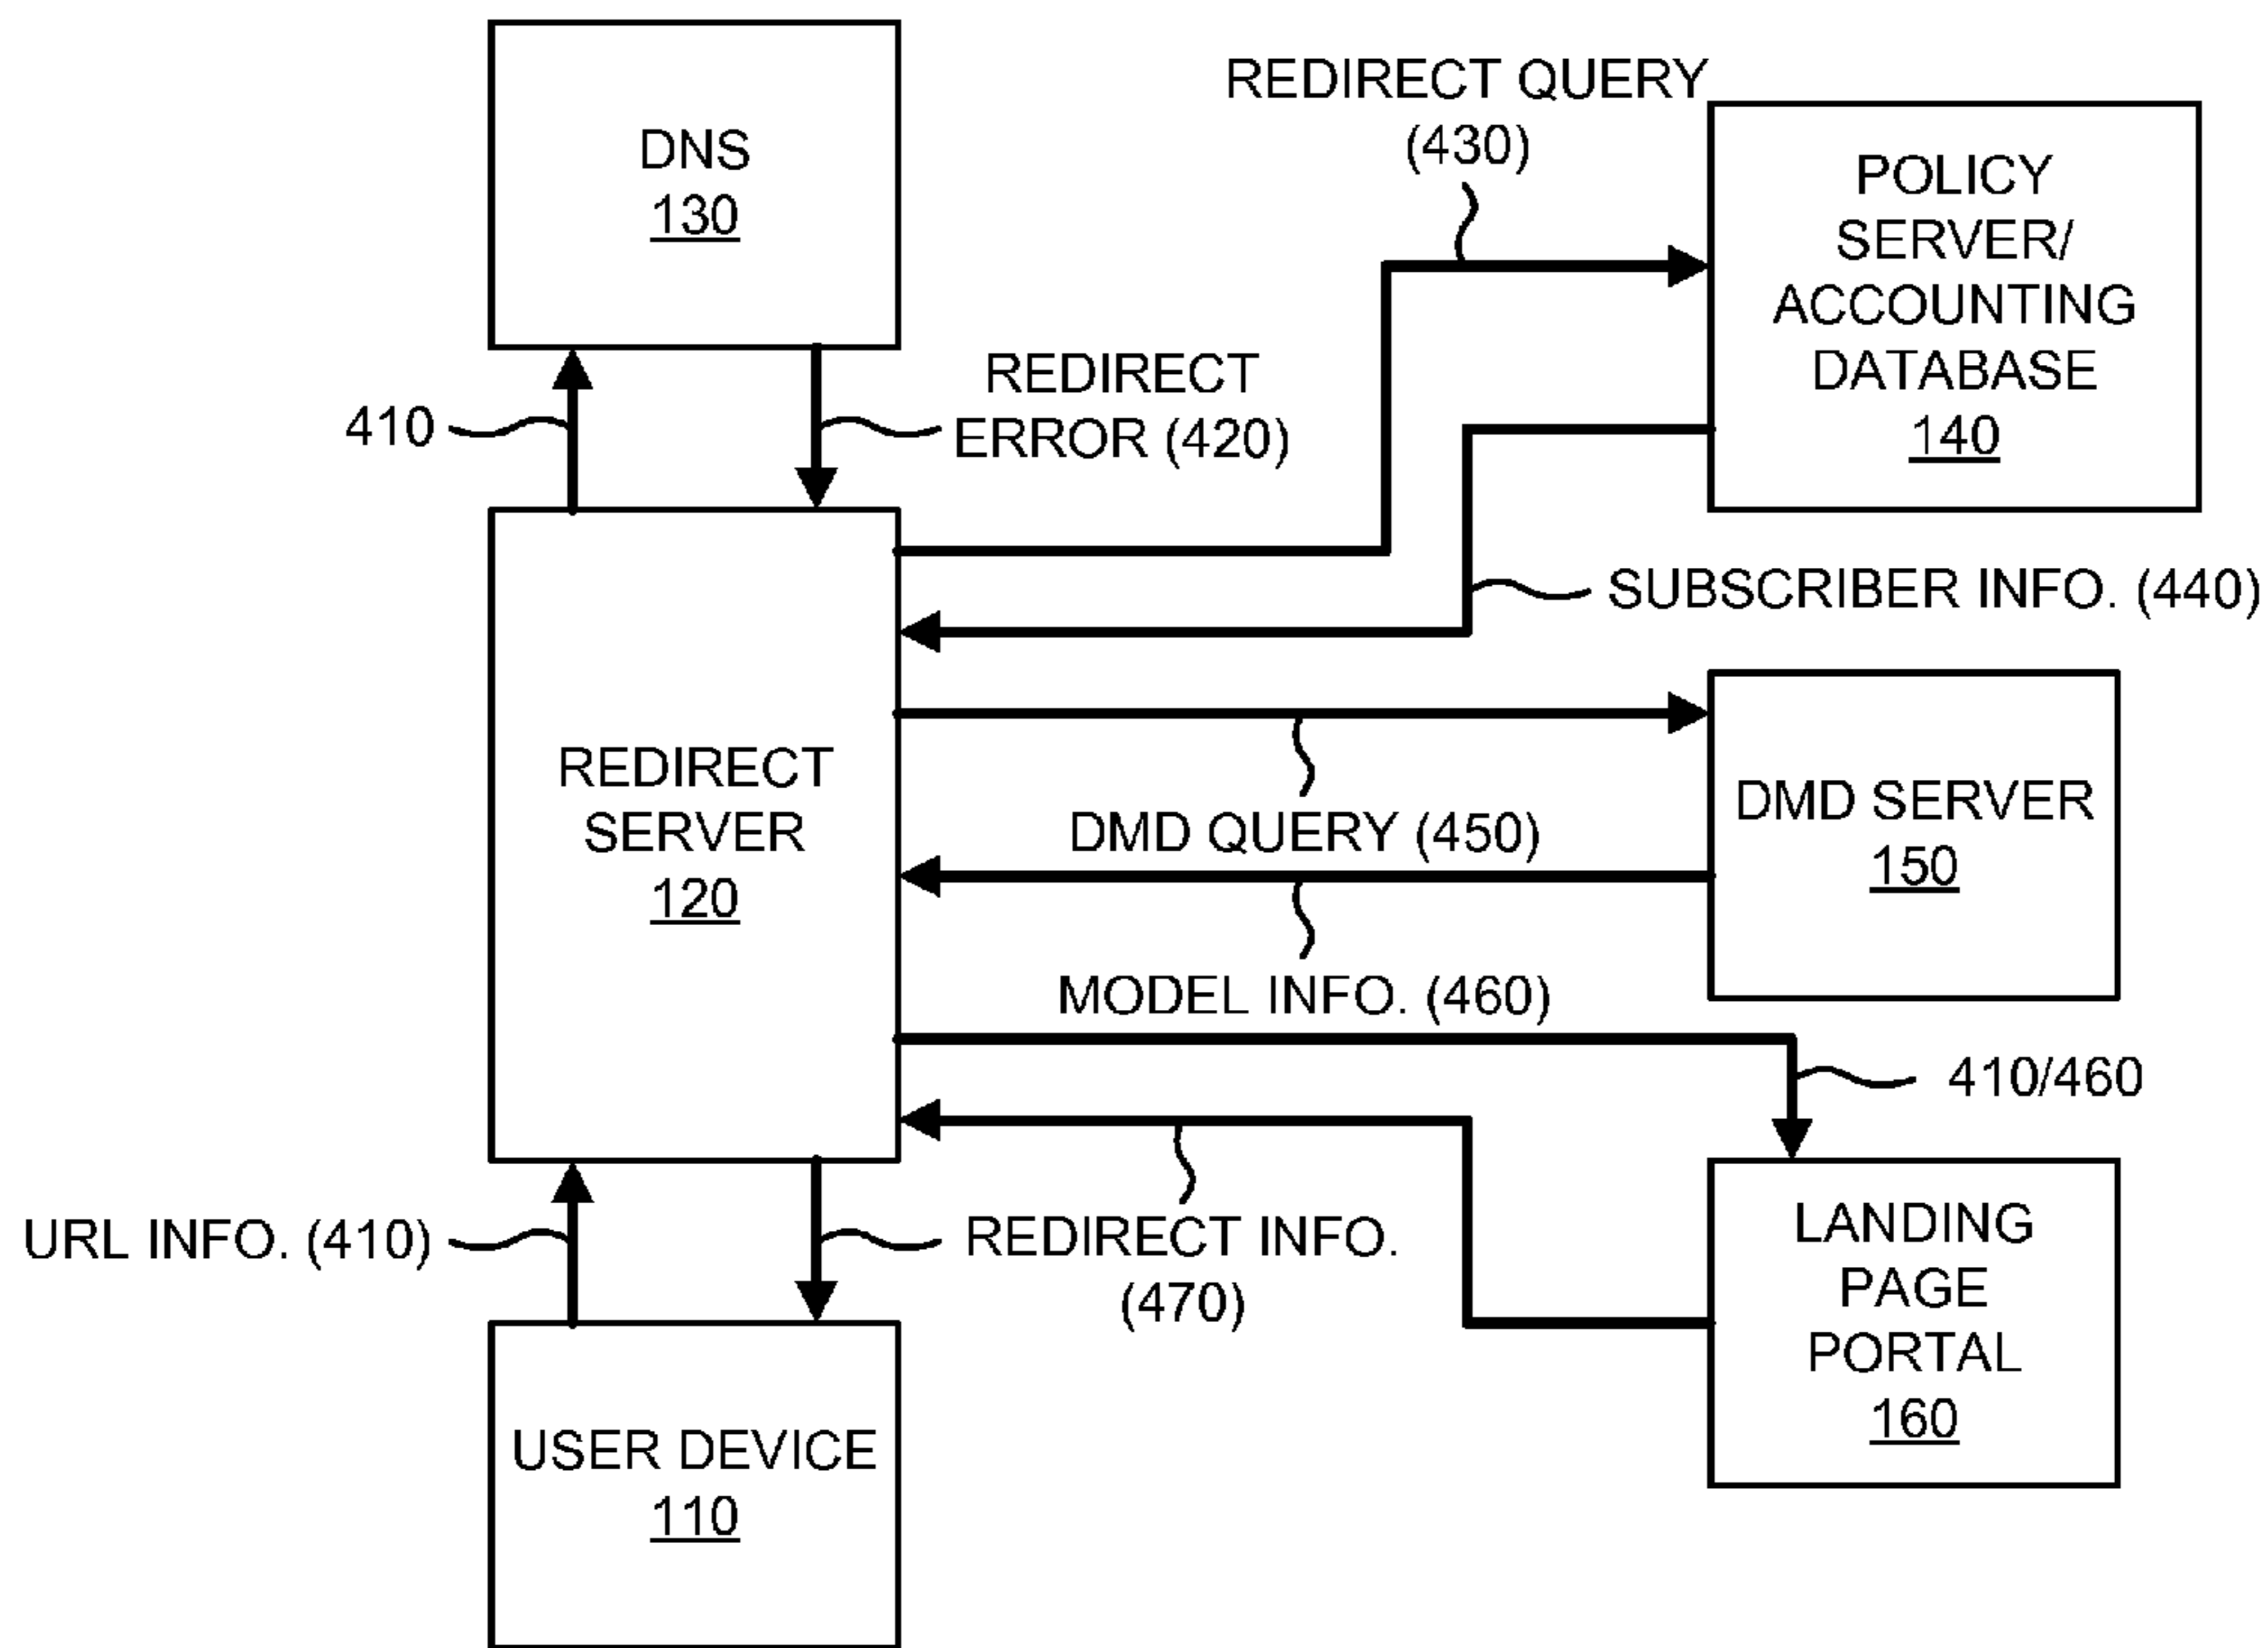 DNS
130
REDIRECT QUERY
(430)
POLICY
SERVER/
ACCOUNTING
DATABASE
140
410
REDIRECT
ERROR (420)
SUBSCRIBER INFO. (440)
REDIRECT
SERVER
120
DMD QUERY (450)
DMD SERVER
150
MODEL INFO. (460)
410/460
URL INFO. (410)
REDIRECT INFO.
(470)
LANDING
PAGE
PORTAL
160
USER DEVICE
110